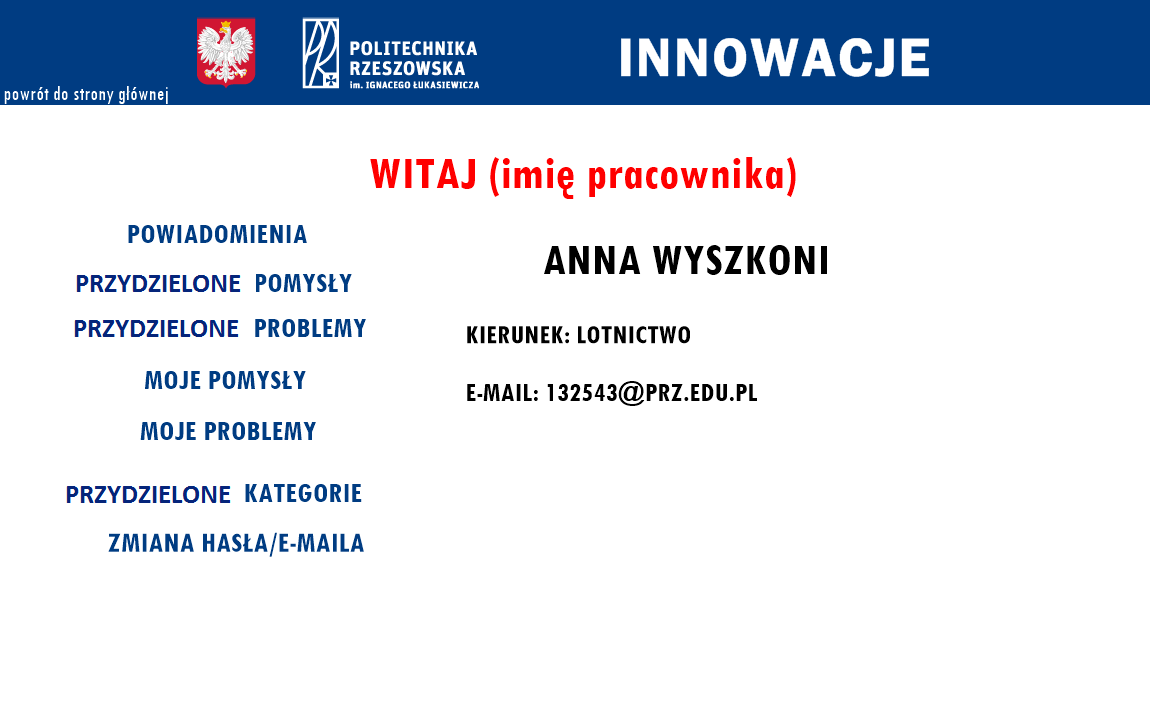 POLITECHNIKA
RZESZOWSKA
im. IGNACEGO ŁUKASIEWICZA
INNOWACJE
powrót do strony głównej
WITAJ (imię pracownika)
POWIADOMIENIA
PRZYDZIELONE POMYSŁY
PRZYDZIELONE PROBLEMY
MOJE POMYSŁY
MOJE PROBLEMY
PRZYDZIELONE KATEGORIE
ZMIANA HASŁA/E-MAILA
ANNA WYSZKONI
KIERUNEK: LOTNICTWO
E-MAIL: 132543@PRZ.EDU.PL